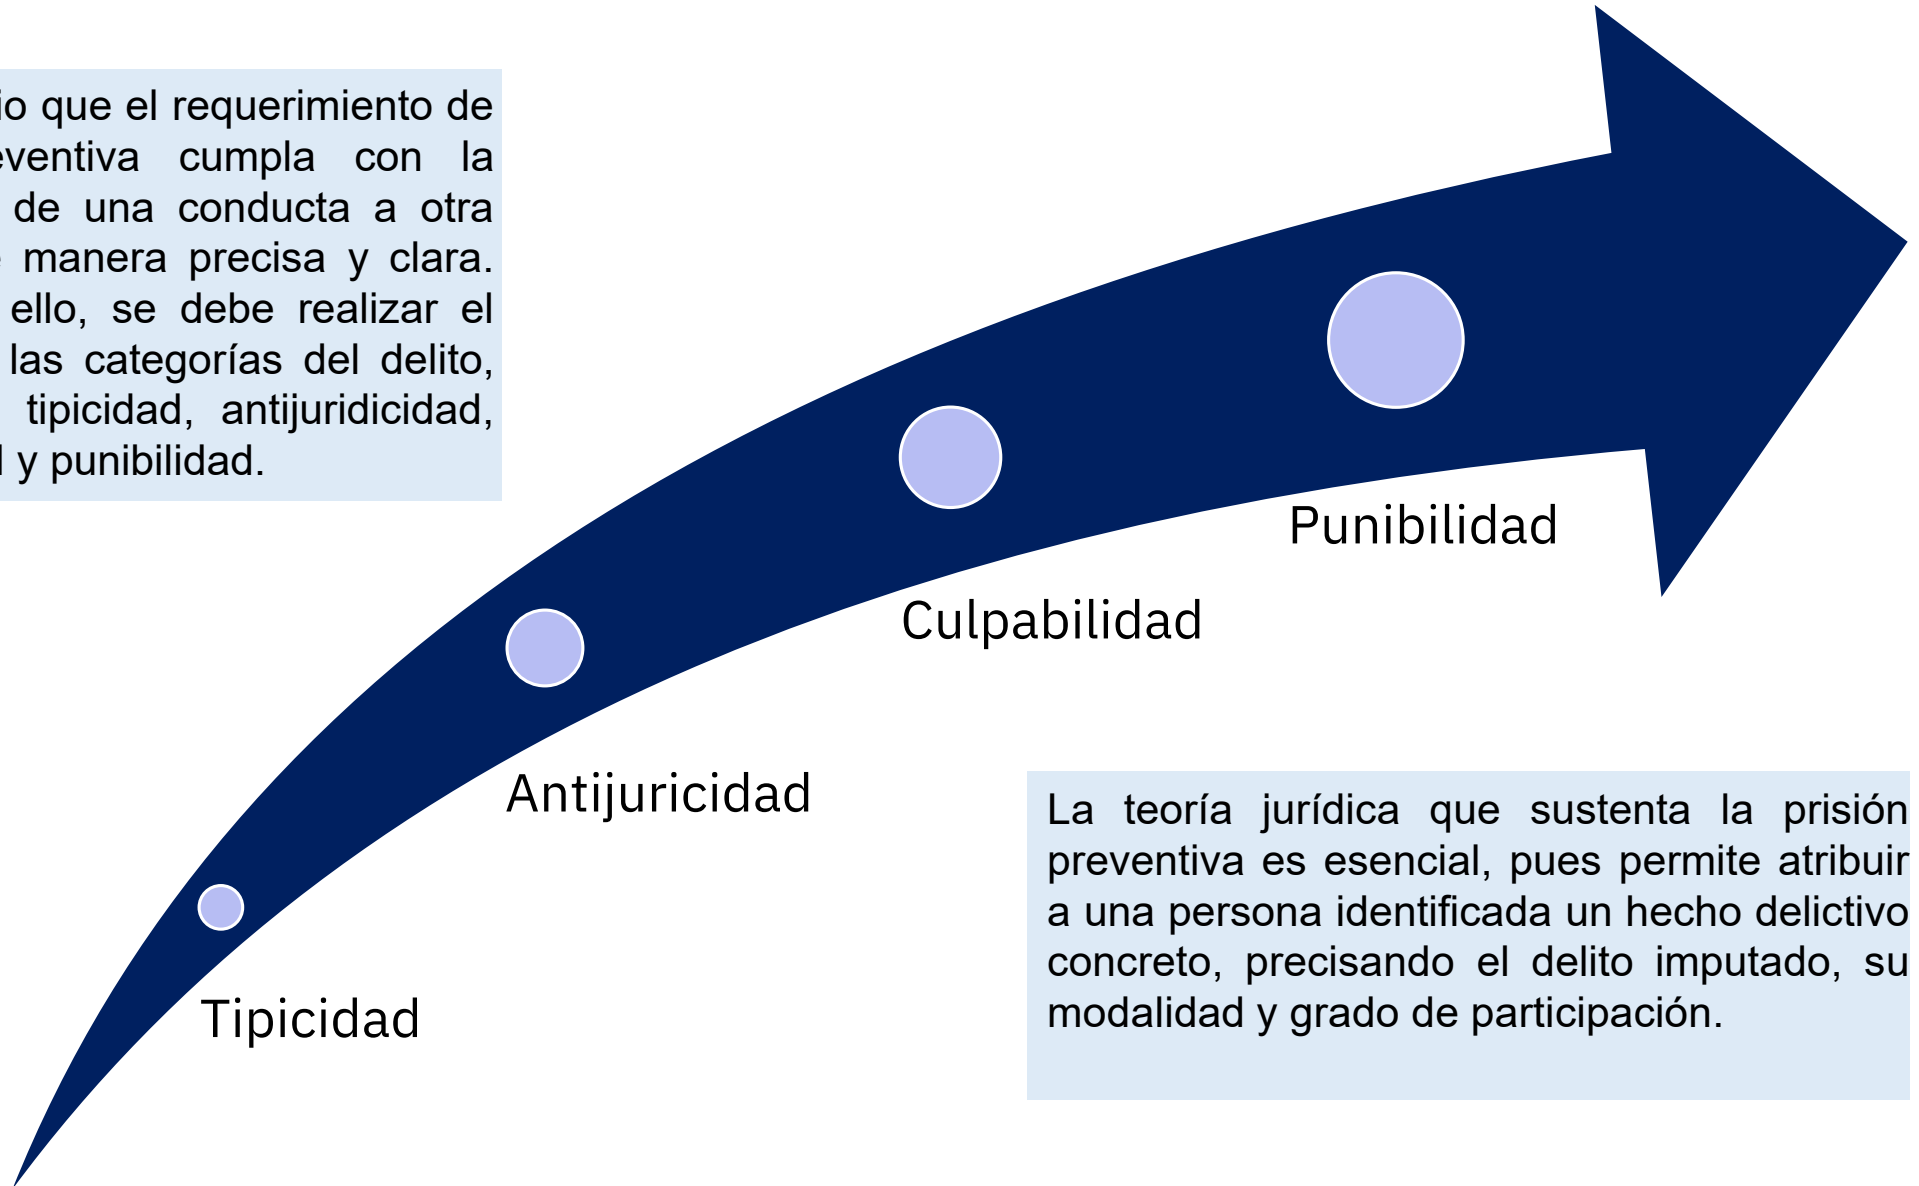 que el requerimiento de
cumpla con la
de una conducta a otra
manera precisa y clara.
ello, se debe realizar el
las categorías del delito,
tipicidad, antijuridicidad,
y punibilidad.
Punibilidad
Culpabilidad
Antijuricidad
Tipicidad
La teoría jurídica que sustenta la prisión
preventiva es esencial, pues permite atribuir
a una persona identificada un hecho delictivo
concreto, precisando el delito imputado, su
modalidad y grado de participación.